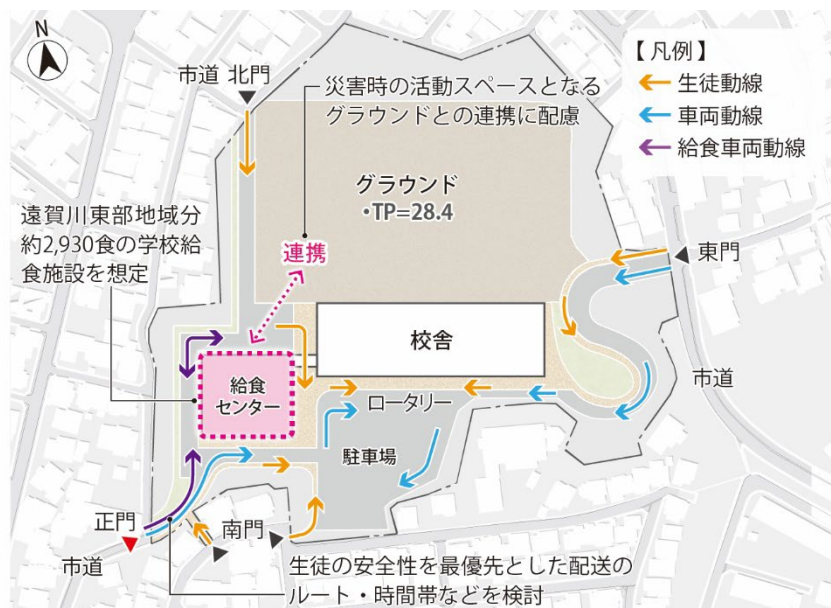 N
市道 北門
災害時の活動スペースとなる
グラウンドとの連携に配慮
【 凡例 】
生徒動線
車両動線
給食車両動線
グラウンド
・TP=28.4
遠賀川東部地域分
約2,930食の学校給
食施設を想定
連携
東門
校舎
市道
給食
センター
ロータリー
駐車場
正門
南門
市道
生徒の安全性を最優先とした配送の
ルート・時間帯などを検討